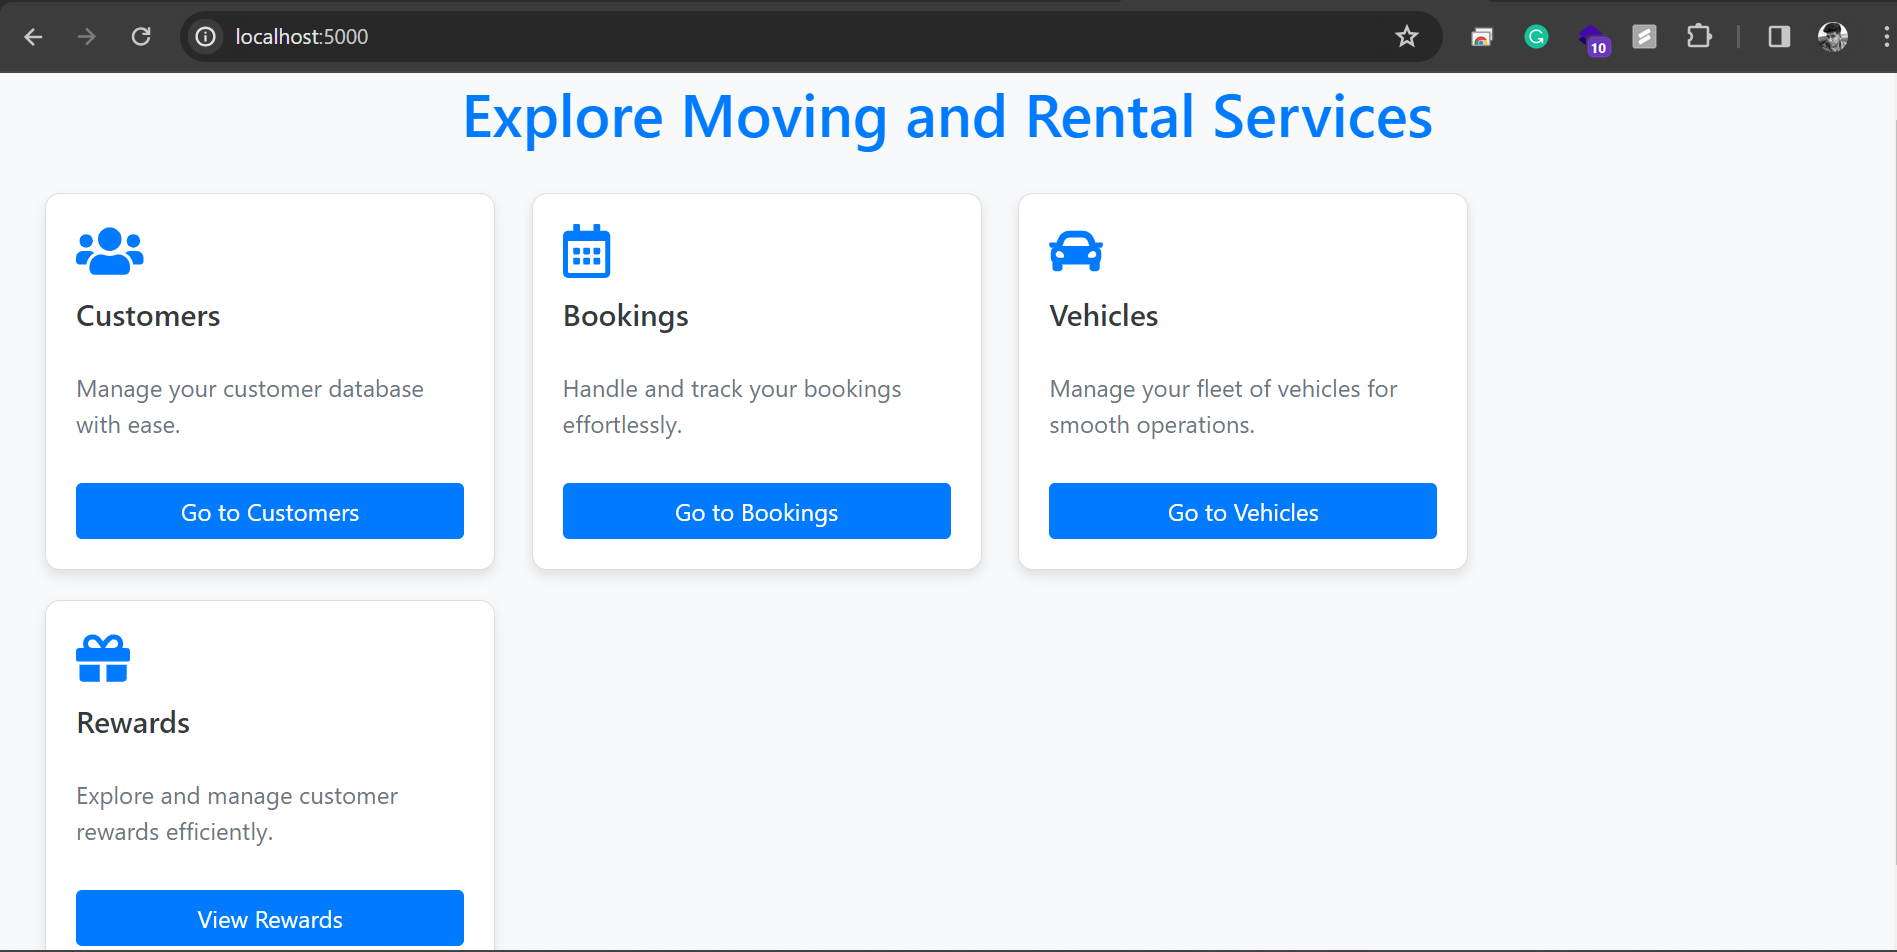 localhost:5000
10
Explore Moving and Rental Services
Customers
Manage your customer database
with ease.
Go to Customers
Bookings
Handle and track your bookings
effortlessly.
Go to Bookings
Vehicles
Manage your fleet of vehicles for
smooth operations.
Go to Vehicles
Rewards
Explore and manage customer
rewards efficiently.
View Rewards